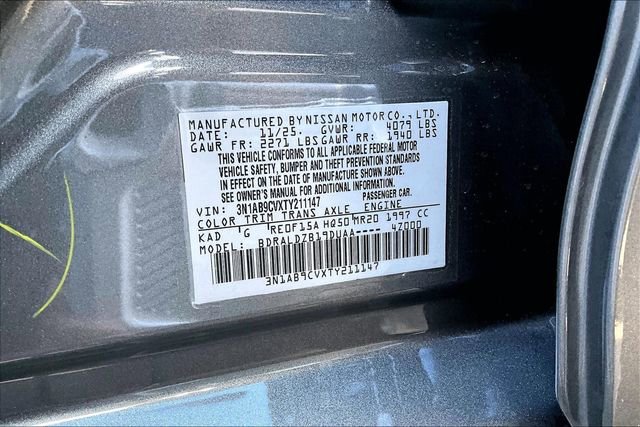 MANUFACTURED BY NISSAN MOTOR CO., LTD.
DATE: 11/25. GVWR: 4079 LBS
GAWR FR: 2271 LBS GAWR RR: 1940 LBS
THIS VEHICLE CONFORMS TO ALL APPLICABLE FEDERAL MOTOR
VEHICLE SAFETY, BUMPER AND THEFT PREVENTION STANDARDS
IN EFFECT ON THE DATE OF MANUFACTURE SHOWN ABOVE.
SEE OWNER'S MANUAL FOR ADDITIONAL INFORMATION
VIN: 3N1AB9CVXTY211147 PASSENGER CAR.
COLOR TRIM TRANS AXLE ENGINE
KAD G RE0F15A HQ50 MR20 1997 CC
MODEL: BDRALDZB19DUAA---- 4Z000
3N1AB9CVXTY211147